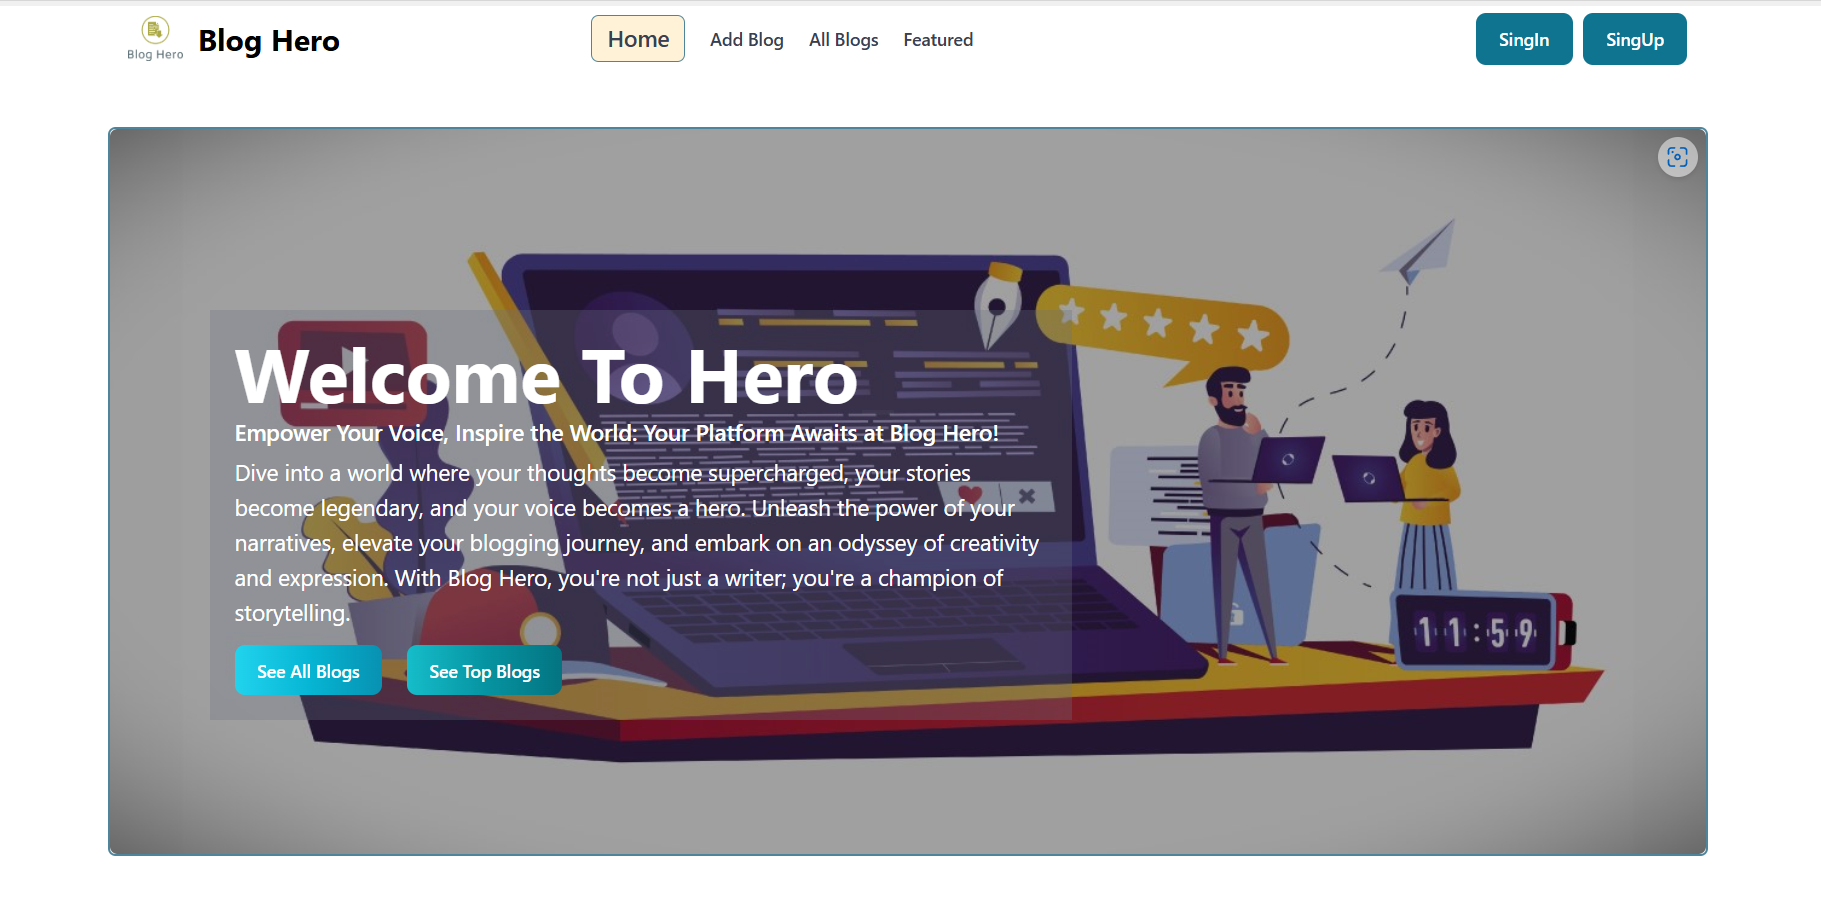 Blog Hero
Blog Hero
Home
Add Blog
All Blogs
Featured
SingIn
SingUp
Welcome To Hero
Empower Your Voice, Inspire the World: Your Platform Awaits at Blog Hero!
Dive into a world where your thoughts become supercharged, your stories
become legendary, and your voice becomes a hero. Unleash the power of your
narratives, elevate your blogging journey, and embark on an odyssey of creativity
and expression. With Blog Hero, you're not just a writer; you're a champion of
storytelling.
See All Blogs
See Top Blogs
11:59